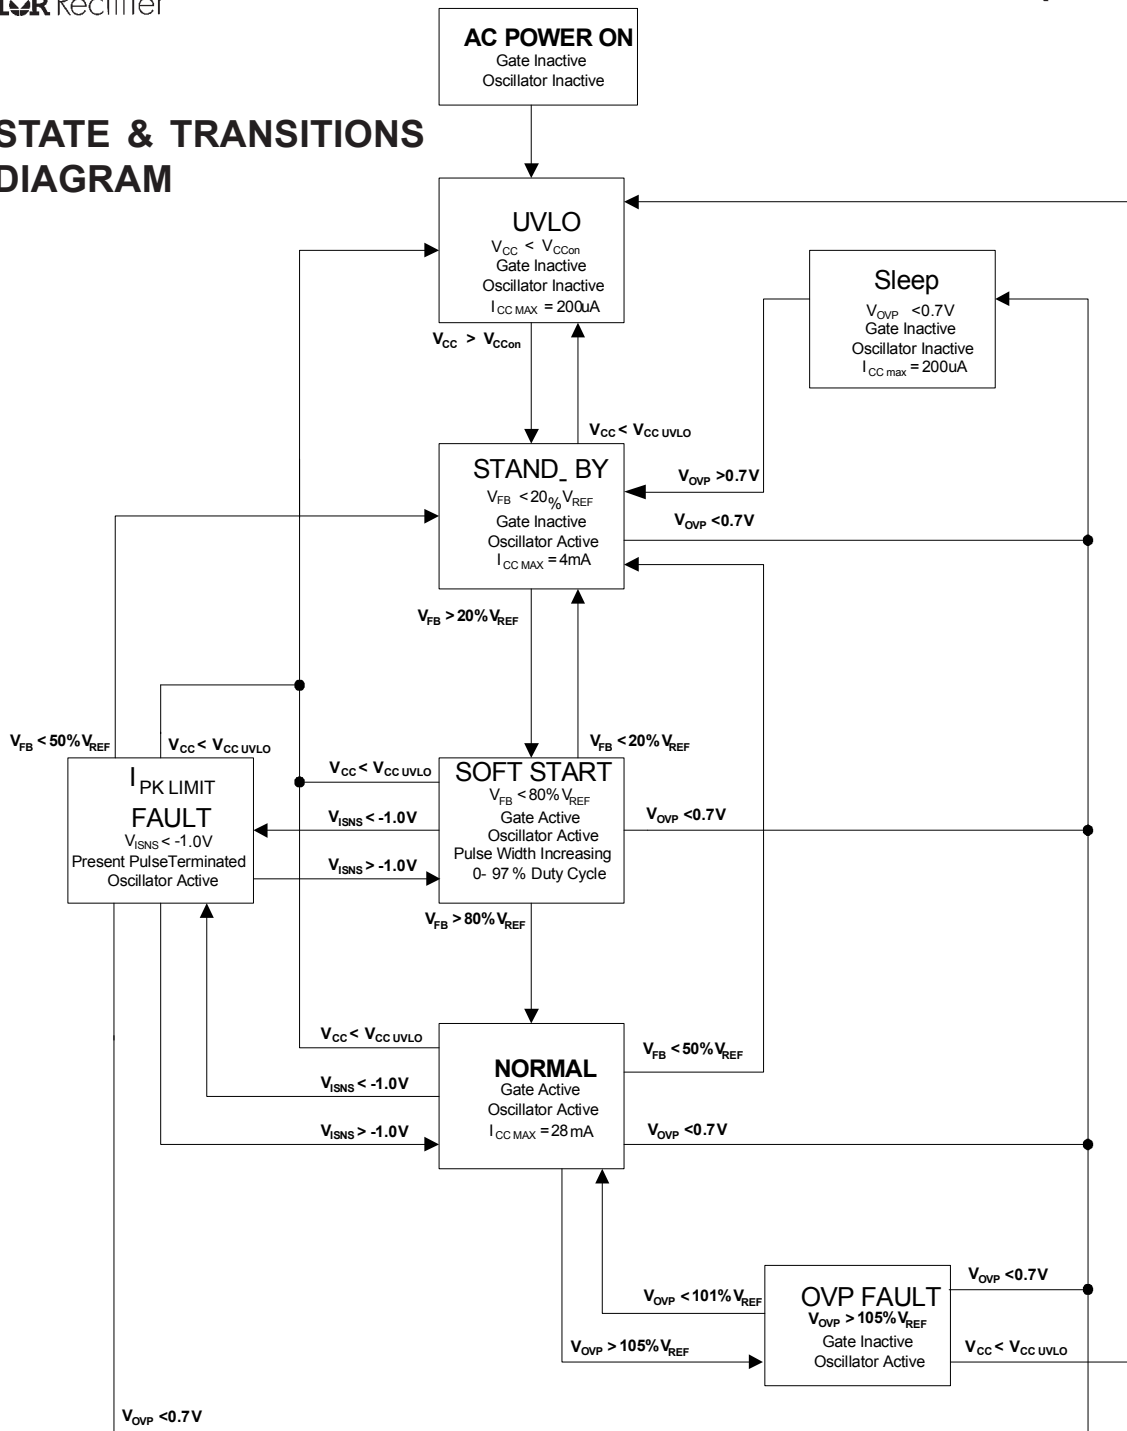 IOR Rectifier
STATE & TRANSITIONS
DIAGRAM
AC POWER ON
Gate Inactive
Oscillator Inactive
UVLO
VCC < VCCon
Gate Inactive
Oscillator Inactive
ICC MAX = 200uA
VCC > VCCon
Sleep
VOVP <0.7V
Gate Inactive
Oscillator Inactive
ICC max = 200uA
VCC < VCC UVLO
STAND_ BY
VFB <20% VREF
Gate Inactive
Oscillator Active
ICC MAX = 4mA
VOVP >0.7V
VOVP <0.7V
VFB > 20% VREF
VFB < 50% VREF
VCC < VCC UVLO
VFB < 20% VREF
IPK LIMIT
FAULT
VISNS < -1.0V
Present PulseTerminated
Oscillator Active
VCC < VCC UVLO
VISNS < -1.0V
VISNS > -1.0V
SOFT START
VFB < 80% VREF
Gate Active
Oscillator Active
Pulse Width Increasing
0- 97 % Duty Cycle
VOVP <0.7V
VFB > 80% VREF
VCC < VCC UVLO
VISNS < -1.0V
VISNS > -1.0V
NORMAL
Gate Active
Oscillator Active
ICC MAX = 28 mA
VFB < 50% VREF
VOVP <0.7V
VOVP < 101% VREF
VOVP > 105% VREF
OVP FAULT
VOVP > 105% VREF
Gate Inactive
Oscillator Active
VOVP <0.7V
VCC < VCC UVLO
VOVP <0.7V